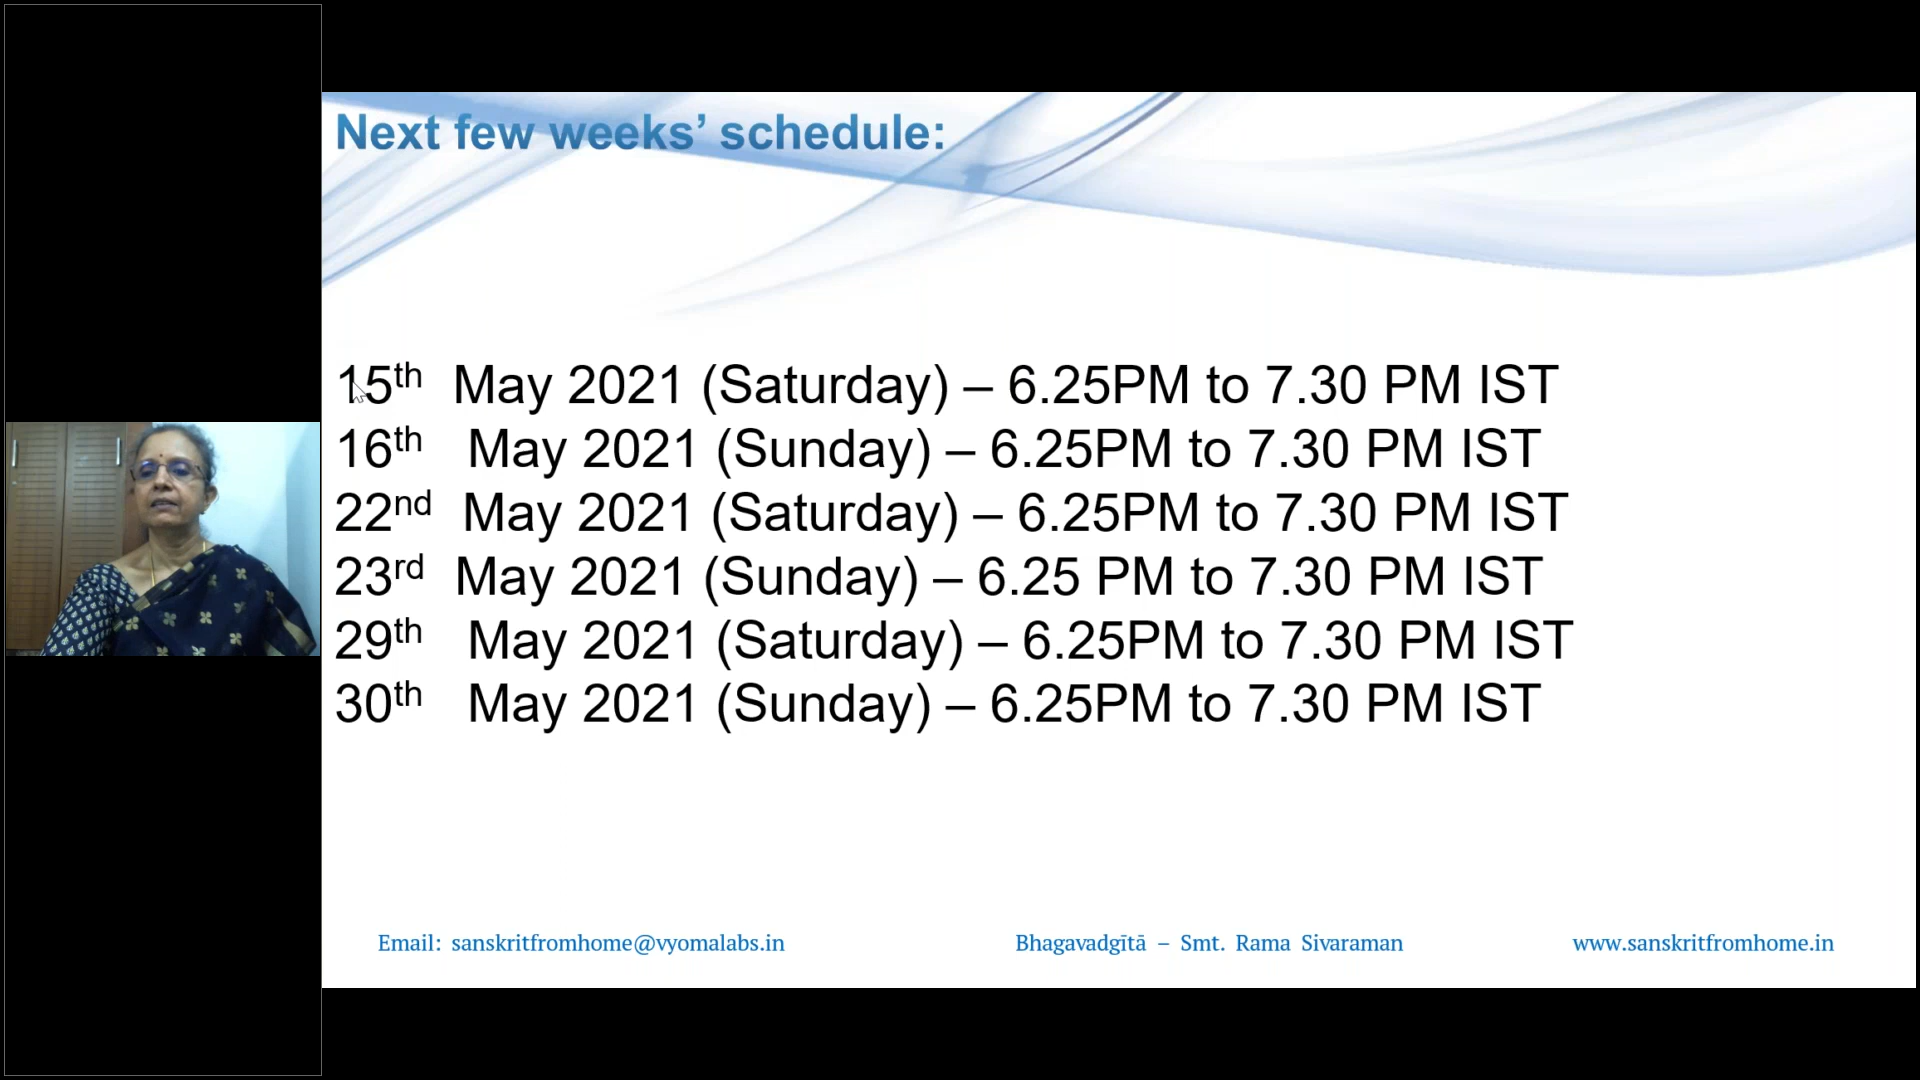 Next few weeks’ schedule:
15th May 2021 (Saturday) – 6.25PM to 7.30 PM IST
16th May 2021 (Sunday) – 6.25PM to 7.30 PM IST
22nd May 2021 (Saturday) – 6.25PM to 7.30 PM IST
23rd May 2021 (Sunday) – 6.25 PM to 7.30 PM IST
29th May 2021 (Saturday) – 6.25PM to 7.30 PM IST
30th May 2021 (Sunday) – 6.25PM to 7.30 PM IST
Email: sanskritfromhome@vyomalabs.in Bhagavadgītā – Smt. Rama Sivaraman www.sanskritfromhome.in